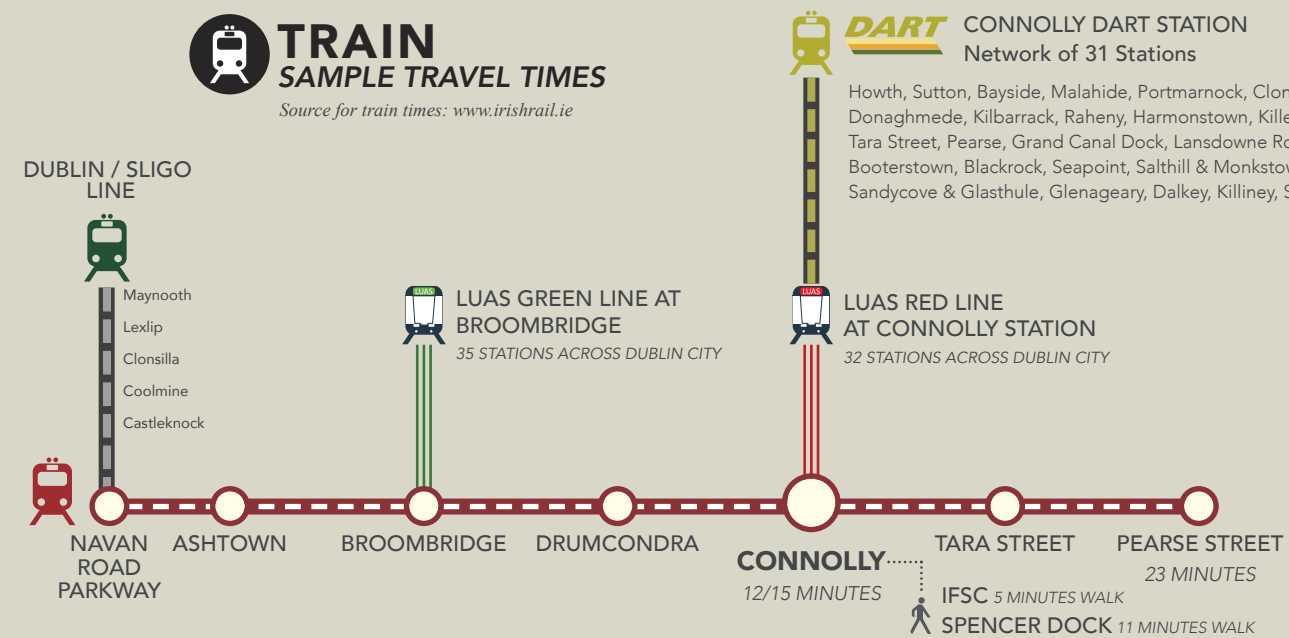 TRAIN
SAMPLE TRAVEL TIMES
Source for train times: www.irishrail.ie
DART
CONNOLLY DART STATION
Network of 31 Stations
Howth, Sutton, Bayside, Malahide, Portmarnock,
Donaghmede, Kilbarrack, Raheny, Harmonstown,
Tara Street, Pearse, Grand Canal Dock, Lansdowne
Booterstown, Blackrock, Seapoint, Salthill &
Sandycove & Glasthule, Glenageary, Dalkey, Killiney,
DUBLIN / SLIGO
LINE
Maynooth
Lexlip
Clonsilla
Coolmine
Castleknock
LUAS
LUAS GREEN LINE AT
BROOMBRIDGE
35 STATIONS ACROSS DUBLIN CITY
LUAS
LUAS RED LINE
AT CONNOLLY STATION
32 STATIONS ACROSS DUBLIN CITY
NAVAN
ROAD
PARKWAY
ASHTOWN
BROOMBRIDGE
DRUMCONDRA
CONNOLLY
12/15 MINUTES
TARA STREET
PEARSE STREET
23 MINUTES
IFSC 5 MINUTES WALK
SPENCER DOCK 11 MINUTES WALK